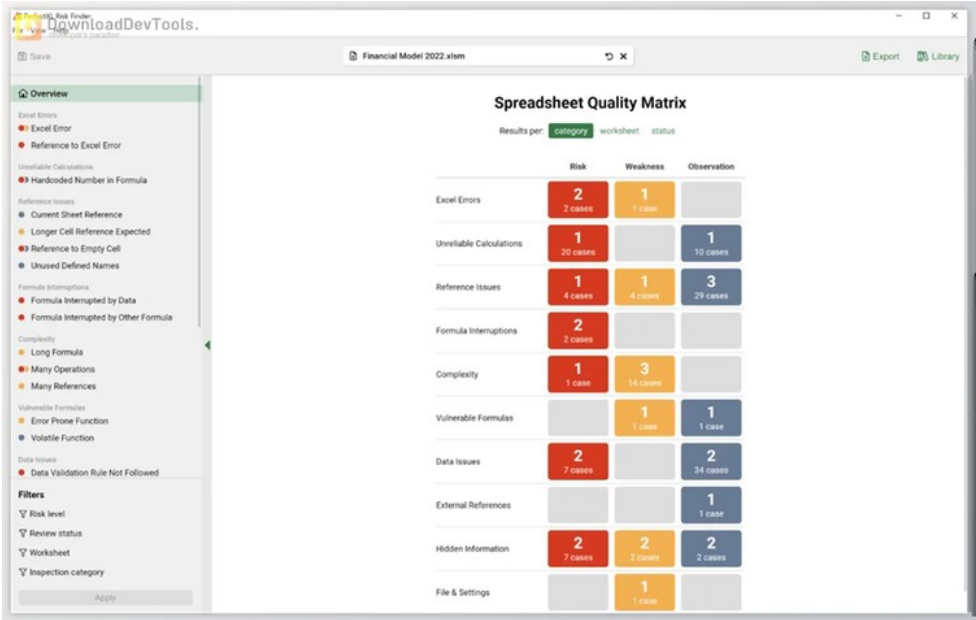 PerfectXL Risk Finder
DownloadDevTools.
developer's paradise
File View Help
Save
Financial Model 2022.xlsm
Export
Library
Overview
Excel Errors
Excel Error
Reference to Excel Error
Unreliable Calculations
Hardcoded Number in Formula
Reference Issues
Current Sheet Reference
Longer Cell Reference Expected
Reference to Empty Cell
Unused Defined Names
Formula Interruptions
Formula Interrupted by Data
Formula Interrupted by Other Formula
Complexity
Long Formula
Many Operations
Many References
Vulnerable Formulas
Error Prone Function
Volatile Function
Data Issues
Data Validation Rule Not Followed
Filters
Risk level
Review status
Worksheet
Inspection category
Apply
Spreadsheet Quality Matrix
Results per: category worksheet status
Risk Weakness Observation
Excel Errors 2 1
2 cases 1 case
Unreliable Calculations 1 1
20 cases 10 cases
Reference Issues 1 1 3
4 cases 4 cases 29 cases
Formula Interruptions 2
2 cases
Complexity 1 3
1 case 14 cases
Vulnerable Formulas 1 1
1 case 1 case
Data Issues 2 2
7 cases 34 cases
External References 1
1 case
Hidden Information 2 2 2
7 cases 2 cases 2 cases
File & Settings 1
1 case